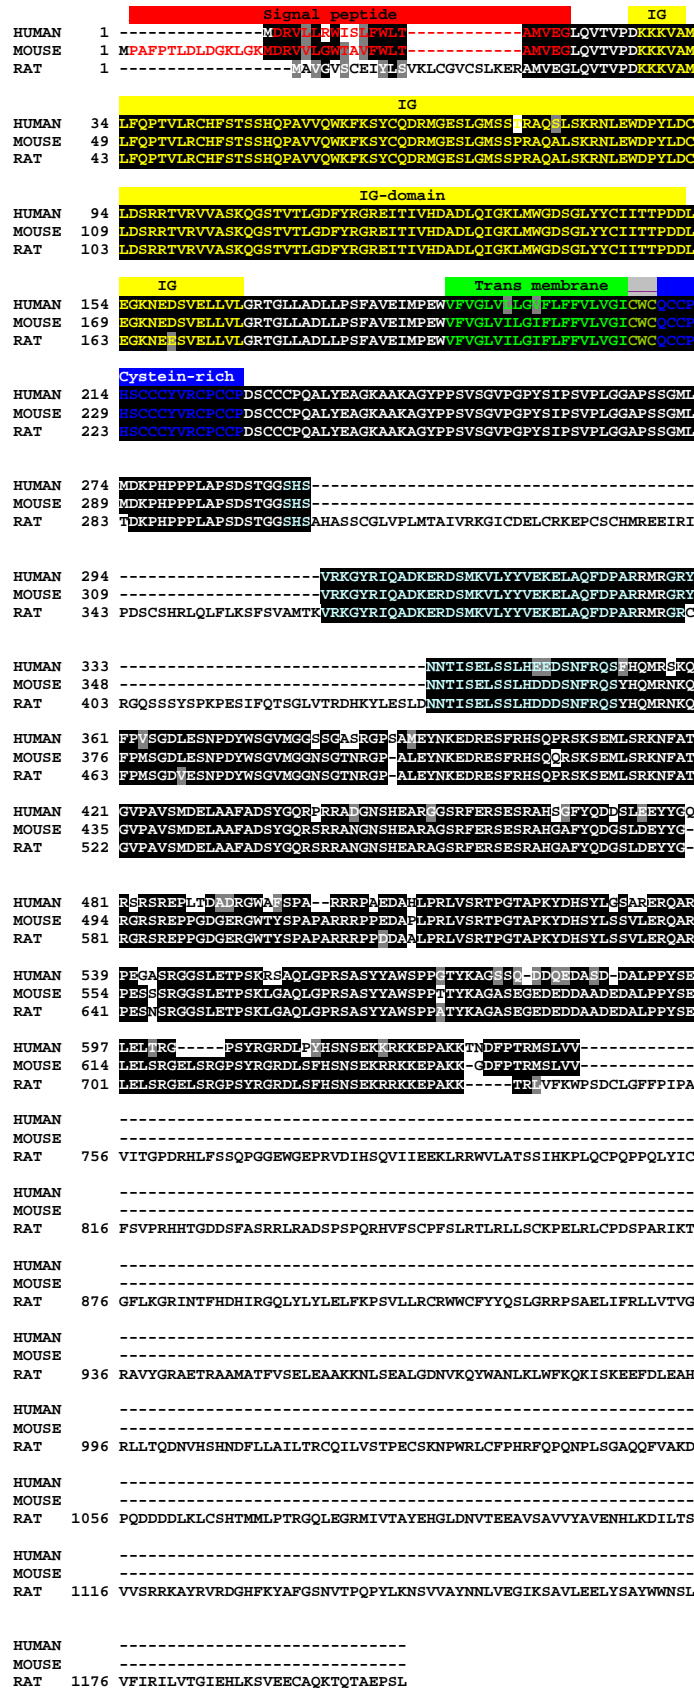 Signal peptide IG
HUMAN 1 ---------------MDRVLLRWISLFWLT------------AMVEGLQVTVPDKKKVAM
MOUSE 1 MPAFPTLDLDGKLGKMDRVVLGWTAVFWLT------------AMVEGLQVTVPDKKKVAM
RAT 1 ------------------MAVGVSCEIYLSVKLCGVCSLKERAMVEGLQVTVPDKKKVAM
IG
HUMAN 34 LFQPTVLRCHFSTSSHQPAVVQWKFKSYCQDRMGESLGMSSTRAQSLSKRNLEWDPYLDC
MOUSE 49 LFQPTVLRCHFSTSSHQPAVVQWKFKSYCQDRMGESLGMSSPRAQALSKRNLEWDPYLDC
RAT 43 LFQPTVLRCHFSTSSHQPAVVQWKFKSYCQDRMGESLGMSSPRAQALSKRNLEWDPYLDC
IG-domain
HUMAN 94 LDSRRTVRVVASKQGSTVTLGDFYRGREITIVHDADLQIGKLMWGDSGLYYCIITTPDDL
MOUSE 109 LDSRRTVRVVASKQGSTVTLGDFYRGREITIVHDADLQIGKLMWGDSGLYYCIITTPDDL
RAT 103 LDSRRTVRVVASKQGSTVTLGDFYRGREITIVHDADLQIGKLMWGDSGLYYCIITTPDDL
IG Trans membrane
HUMAN 154 EGKNEDSVELLVLGRTGLLADLLPSFAVEIMPEWVFVGLVLLGVFLFFVLVGICWCQCCP
MOUSE 169 EGKNEDSVELLVLGRTGLLADLLPSFAVEIMPEWVFVGLVILGIFLFFVLVGICWCQCCP
RAT 163 EGKNEESVELLVLGRTGLLADLLPSFAVEIMPEWVFVGLVILGIFLFFVLVGICWCQCCP
Cystein-rich
HUMAN 214 HSCCCYVRCPCCPDSCCCPQALYEAGKAAKAGYPPSVSGVPGPYSIPSVPLGGAPSSGML
MOUSE 229 HSCCCYVRCPCCPDSCCCPQALYEAGKAAKAGYPPSVSGVPGPYSIPSVPLGGAPSSGML
RAT 223 HSCCCYVRCPCCPDSCCCPQALYEAGKAAKAGYPPSVSGVPGPYSIPSVPLGGAPSSGML
HUMAN 274 MDKPHPPPLAPSDSTGGSHS----------------------------------------
MOUSE 289 MDKPHPPPLAPSDSTGGSHS----------------------------------------
RAT 283 TDKPHPPPLAPSDSTGGSHSAHASSCGLVPLMTAIVRKGICDELCRKEPCSCHMREEIRI
HUMAN 294 ---------------------VRKGYRIQADKERDSMKVLYYVEKELAQFDPARRMRGRY
MOUSE 309 ---------------------VRKGYRIQADKERDSMKVLYYVEKELAQFDPARRMRGRY
RAT 343 PDSCSHRLQLFLKSFSVAMTKVRKGYRIQADKERDSMKVLYYVEKELAQFDPARRMRGRC
HUMAN 333 --------------------------------NNTISELSSLHEEDSNFRQSFHQMRSKQ
MOUSE 348 --------------------------------NNTISELSSLHDDDSNFRQSYHQMRNKQ
RAT 403 RGQSSSYSPKPESIFQTSGLVTRDHKYLESLDNNTISELSSLHDDDSNFRQSYHQMRNKQ
HUMAN 361 FPVSGDLESNPDYWSGVMGGSSGASRGPSAMEYNKEDRESFRHSQPRSKSEMLSRKNFAT
MOUSE 376 FPMSGDLESNPDYWSGVMGGNSGTNRGP-ALEYNKEDRESFRHSQQRSKSEMLSRKNFAT
RAT 463 FPMSGDVESNPDYWSGVMGGNSGTNRGP-ALEYNKEDRESFRHSQPRSKSEMLSRKNFAT
HUMAN 421 GVPAVSMDELAAFADSYGQRPRRADGNSHEARGGSRFERSESRAHSGFYQDDSLEEYYGQ
MOUSE 435 GVPAVSMDELAAFADSYGQRSRRANGNSHEARAGSRFERSESRAHGAFYQDGSLDEYYG-
RAT 522 GVPAVSMDELAAFADSYGQRSRRANGNSHEARAGSRFERSESRAHGAFYQDGSLDEYYG-
HUMAN 481 RSRSREPLTDADRGWAFSPA--RRRPAEDAHLPRLVSRTPGTAPKYDHSYLGSARERQAR
MOUSE 494 RGRSREPPGDGERGWTYSPAPARRRPPEDAPLPRLVSRTPGTAPKYDHSYLSSVLERQAR
RAT 581 RGRSREPPGDGERGWTYSPAPARRRPPDDAALPRLVSRTPGTAPKYDHSYLSSVLERQAR
HUMAN 539 PEGASRGGSLETPSKRSAQLGPRSASYYAWSPPGTYKAGSSQ-DDQEDASD-DALPPYSE
MOUSE 554 PESSSRGGSLETPSKLGAQLGPRSASYYAWSPPTTYKAGASEGEDEDDAADEDALPPYSE
RAT 641 PESNSRGGSLETPSKLGAQLGPRSASYYAWSPPATYKAGASEGEDEDDAADEDALPPYSE
HUMAN 597 LELTRG-----PSYRGRDLPYHSNSEKKRKKEPAKKTNDFPTRMSLVV------------
MOUSE 614 LELSRGELSRGPSYRGRDLSFHSNSEKRRKKEPAKK-GDFPTRMSLVV------------
RAT 701 LELSRGELSRGPSYRGRDLSFHSNSEKRRKKEPAKK-----TRLVFKWPSDCLGFFPIPA
HUMAN ------------------------------------------------------------
MOUSE ------------------------------------------------------------
RAT 756 VITGPDRHLFSSQPGGEWGEPRVDIHSQVIIEEKLRRWVLATSSIHKPLQCPQPPQLYIC
HUMAN ------------------------------------------------------------
MOUSE ------------------------------------------------------------
RAT 816 FSVPRHHTGDDSFASRRLRADSPSPQRHVFSCPFSLRTLRLLSCKPELRLCPDSPARIKT
HUMAN ------------------------------------------------------------
MOUSE ------------------------------------------------------------
RAT 876 GFLKGRINTFHDHIRGQLYLYLELFKPSVLLRCRWWCFYYQSLGRRPSAELIFRLLVTVG
HUMAN ------------------------------------------------------------
MOUSE ------------------------------------------------------------
RAT 936 RAVYGRAETRAAMATFVSELEAAKKNLSEALGDNVKQYWANLKLWFKQKISKEEFDLEAH
HUMAN ------------------------------------------------------------
MOUSE ------------------------------------------------------------
RAT 996 RLLTQDNVHSHNDFLLAILTRCQILVSTPECSKNPWRLCFPHRFQPQNPLSGAQQFVAKD
HUMAN ------------------------------------------------------------
MOUSE ------------------------------------------------------------
RAT 1056 PQDDDDLKLCSHTMMLPTRGQLEGRMIVTAYEHGLDNVTEEAVSAVVYAVENHLKDILTS
HUMAN ------------------------------------------------------------
MOUSE ------------------------------------------------------------
RAT 1116 VVSRRKAYRVRDGHFKYAFGSNVTPQPYLKNSVVAYNNLVEGIKSAVLEELYSAYWWNSL
HUMAN ------------------------------
MOUSE ------------------------------
RAT 1176 VFIRILVTGIEHLKSVEECAQKTQTAEPSL